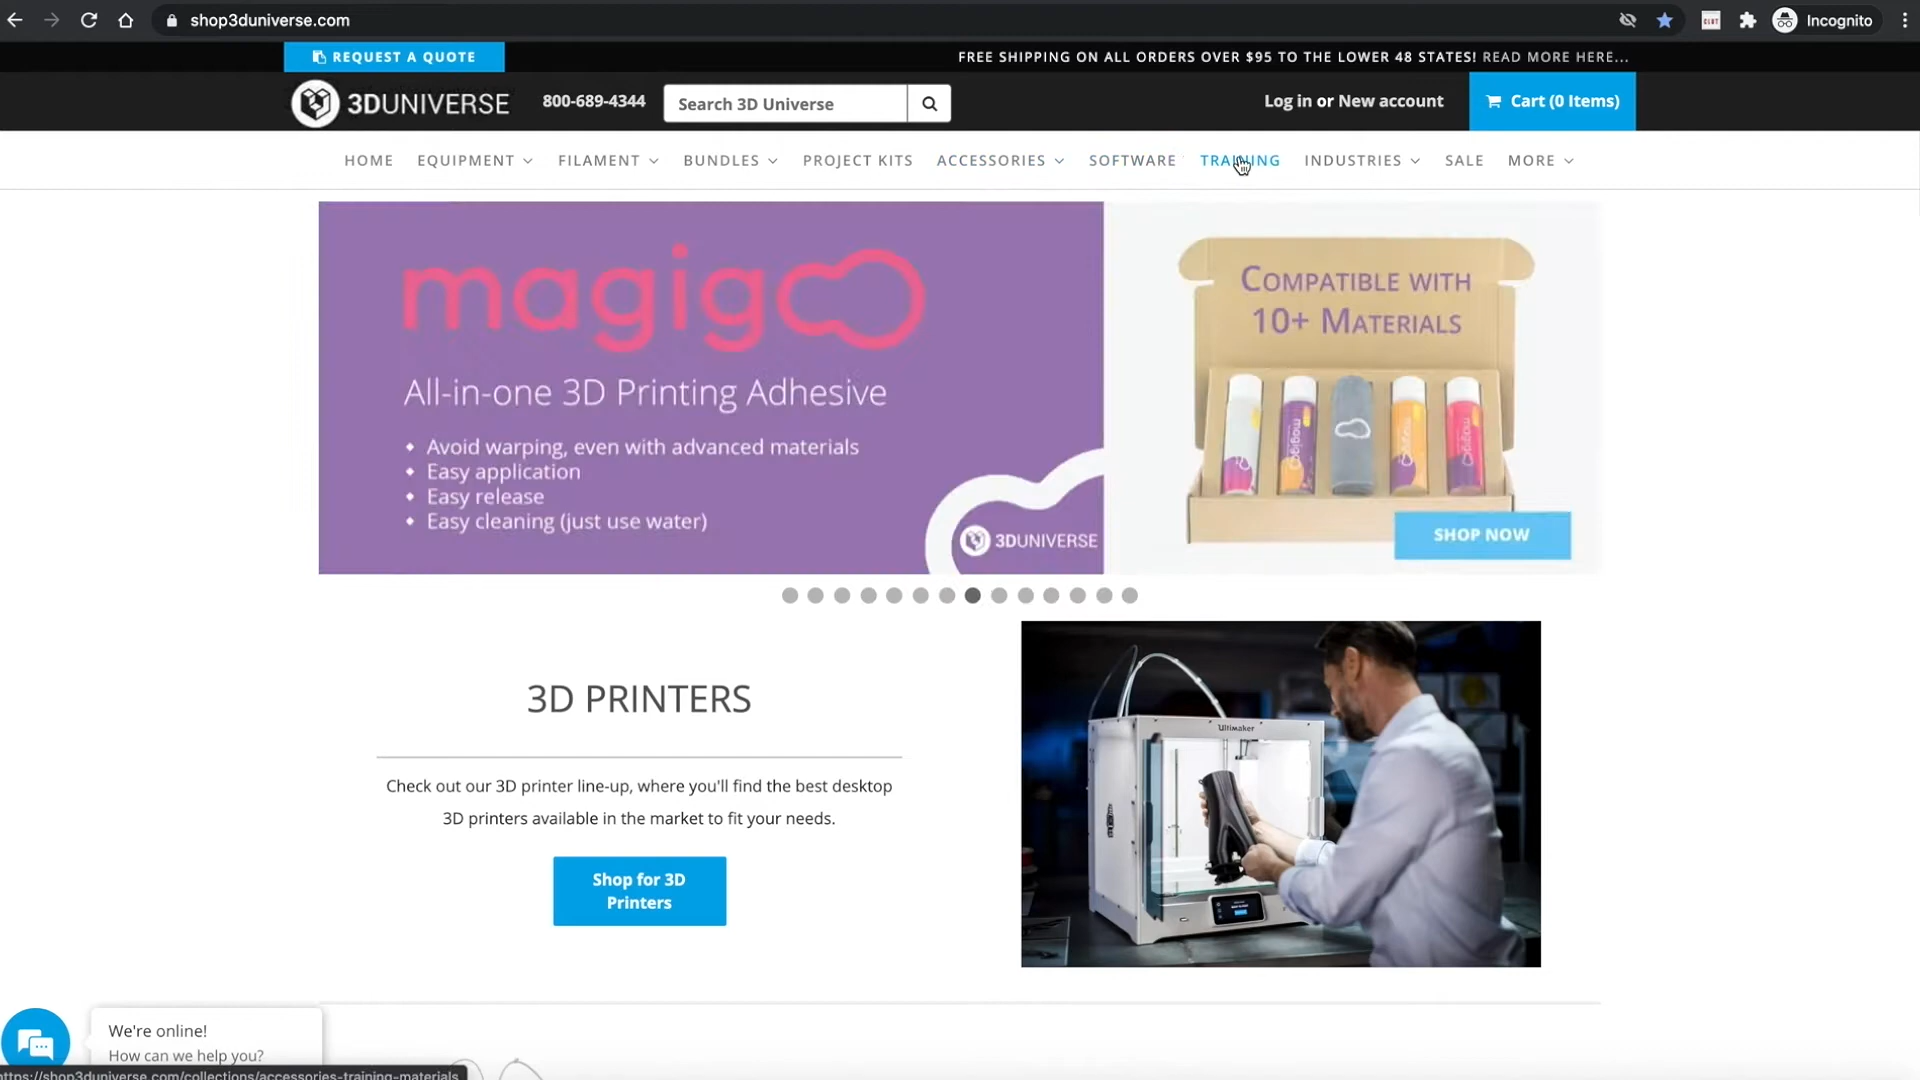 shop3duniverse.com
Incognito
REQUEST A QUOTE
FREE SHIPPING ON ALL ORDERS OVER $95 TO THE LOWER 48 STATES! READ MORE HERE...
3DUNIVERSE
800-689-4344
Search 3D Universe
Log in or New account
Cart (0 Items)
HOME EQUIPMENT FILAMENT BUNDLES PROJECT KITS ACCESSORIES SOFTWARE TRAINING INDUSTRIES SALE MORE
magigoo
All-in-one 3D Printing Adhesive
Avoid warping, even with advanced materials
Easy application
Easy release
Easy cleaning (just use water)
3DUNIVERSE
COMPATIBLE WITH
10+ MATERIALS
magigoo
magigoo
magigoo
SHOP NOW
3D PRINTERS
Check out our 3D printer line-up, where you'll find the best desktop
3D printers available in the market to fit your needs.
Shop for 3D
Printers
Ultimaker
We're online!
How can we help you?
https://shop3duniverse.com/collections/accessories-training-materials